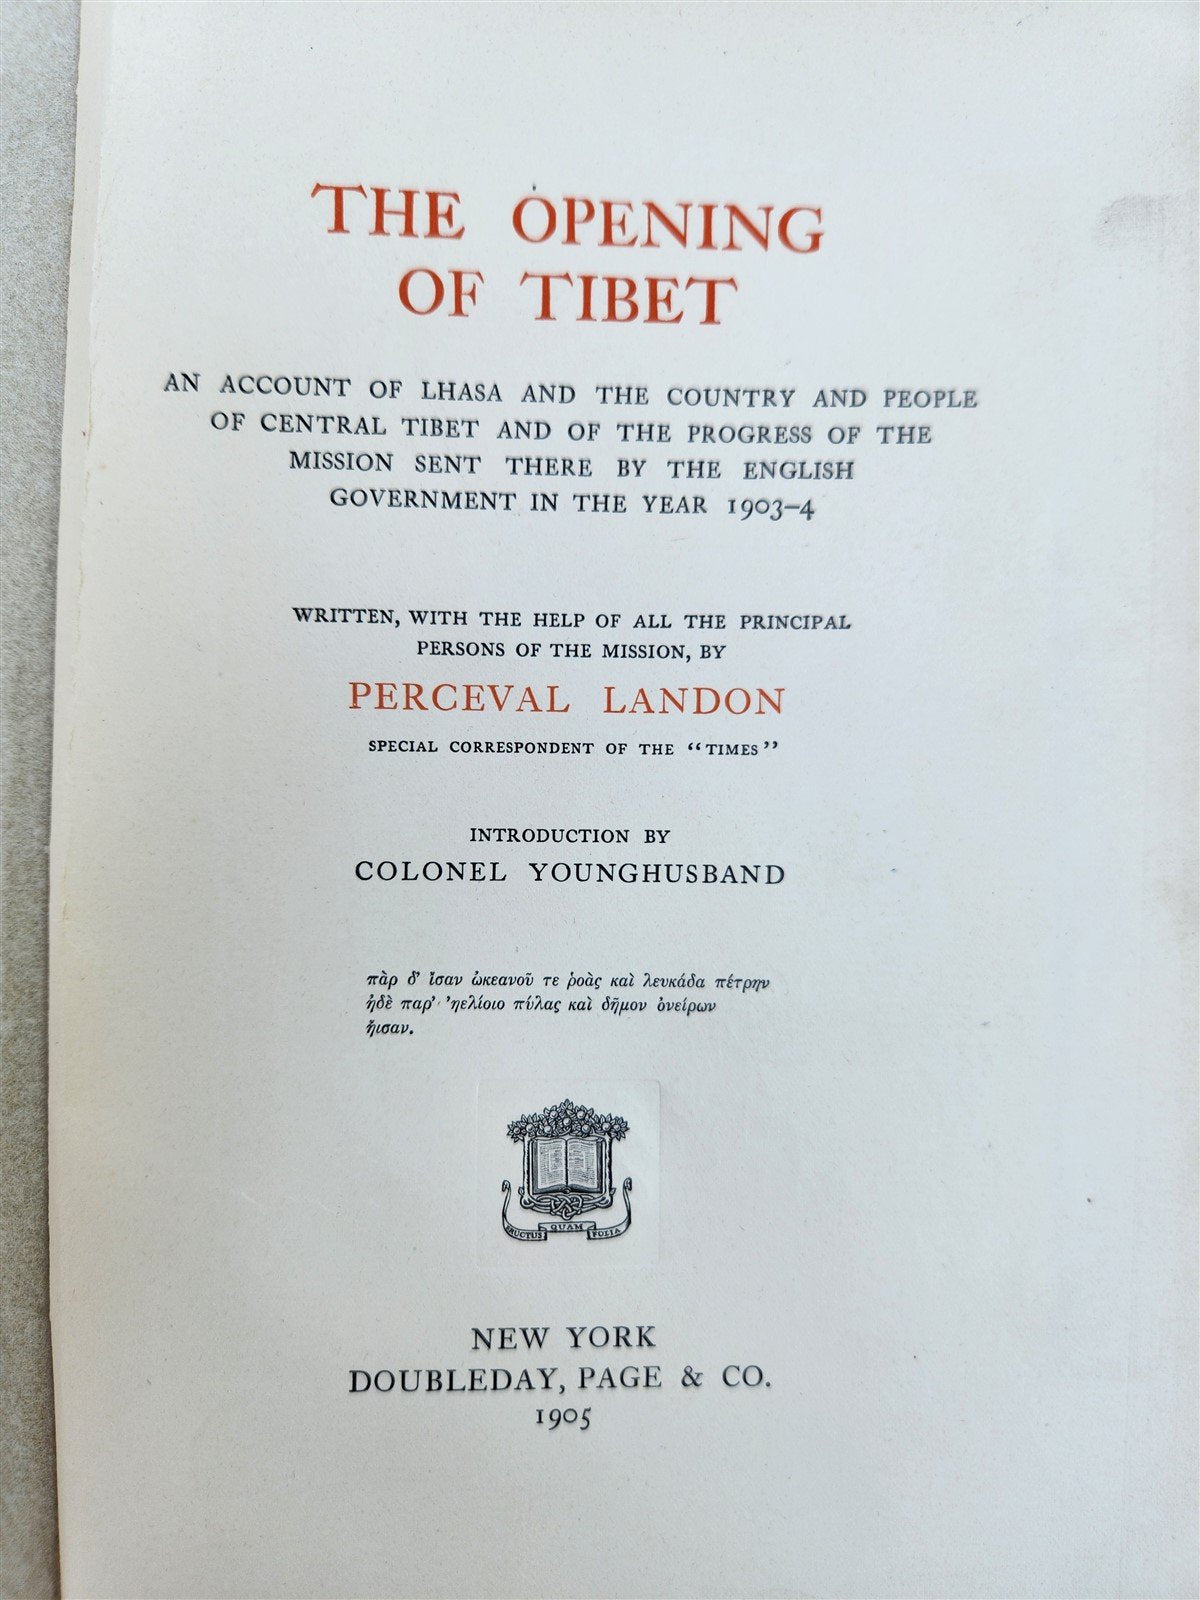 THE OPENING
OF TIBET
AN ACCOUNT OF LHASA AND THE COUNTRY AND PEOPLE
OF CENTRAL TIBET AND OF THE PROGRESS OF THE
MISSION SENT THERE BY THE ENGLISH
GOVERNMENT IN THE YEAR 1903–4
WRITTEN, WITH THE HELP OF ALL THE PRINCIPAL
PERSONS OF THE MISSION, BY
PERCEVAL LANDON
SPECIAL CORRESPONDENT OF THE “TIMES”
INTRODUCTION BY
COLONEL YOUNGHUSBAND
πὰρ δ’ ἴσαν ὠκεανοῦ τε ῥοὰς καὶ λευκάδα πέτρην
ἠδὲ παρ’ ’ηελίοιο πύλας καὶ δῆμον ὀνείρων
ἤισαν.
FRUCTUS QUAM FOLIA
NEW YORK
DOUBLEDAY, PAGE & CO.
1905